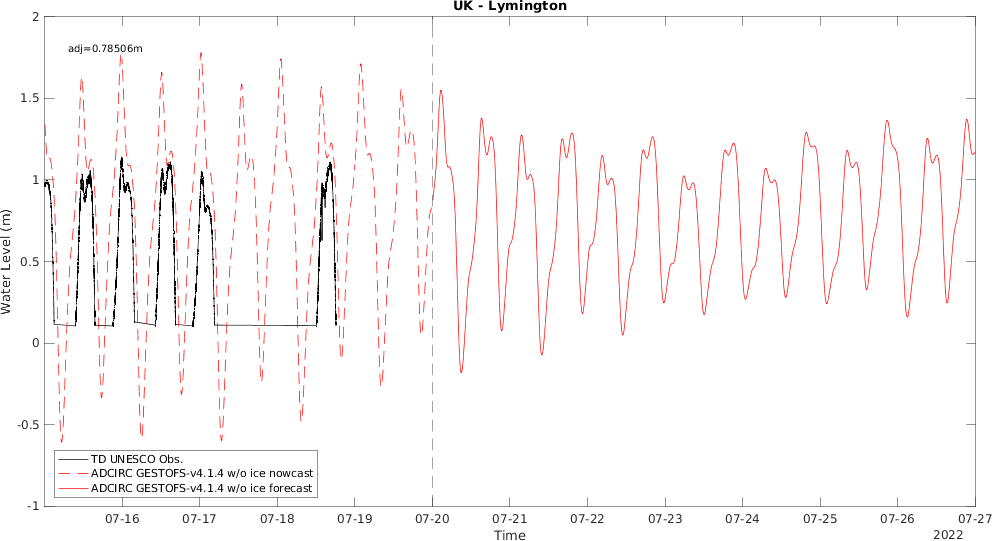 UK - Lymington
2
adj=0.78506m
1.5
1
0.5
0
-0.5
-1
Water Level (m)
TD UNESCO Obs.
ADCIRC GESTOFS-v4.1.4 w/o ice nowcast
ADCIRC GESTOFS-v4.1.4 w/o ice forecast
07-16 07-17 07-18 07-19 07-20 07-21 07-22 07-23 07-24 07-25 07-26 07-27
Time
2022